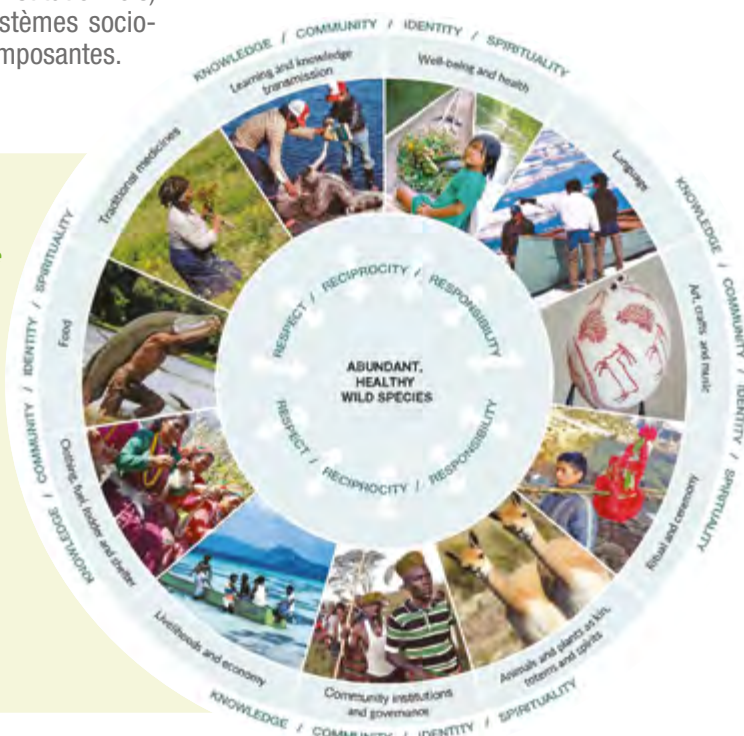 stèmes socio-
mposantes.
KNOWLEDGE / COMMUNITY / IDENTITY / SPIRITUALITY
KNOWLEDGE / COMMUNITY / IDENTITY / SPIRITUALITY
KNOWLEDGE / COMMUNITY / IDENTITY / SPIRITUALITY
KNOWLEDGE / COMMUNITY / IDENTITY / SPIRITUALITY
Learning and knowledge
transmission
Well-being and health
Language
Art, crafts and music
Ritual and ceremony
Animals and plants as kin,
totems and spirits
Community institutions
and governance
Livelihoods and economy
Clothing, fuel, fodder and shelter
Food
Traditional medicines
RESPECT / RECIPROCITY / RESPONSIBILITY
ABUNDANT,
HEALTHY
WILD SPECIES
RESPECT / RECIPROCITY / RESPONSIBILITY